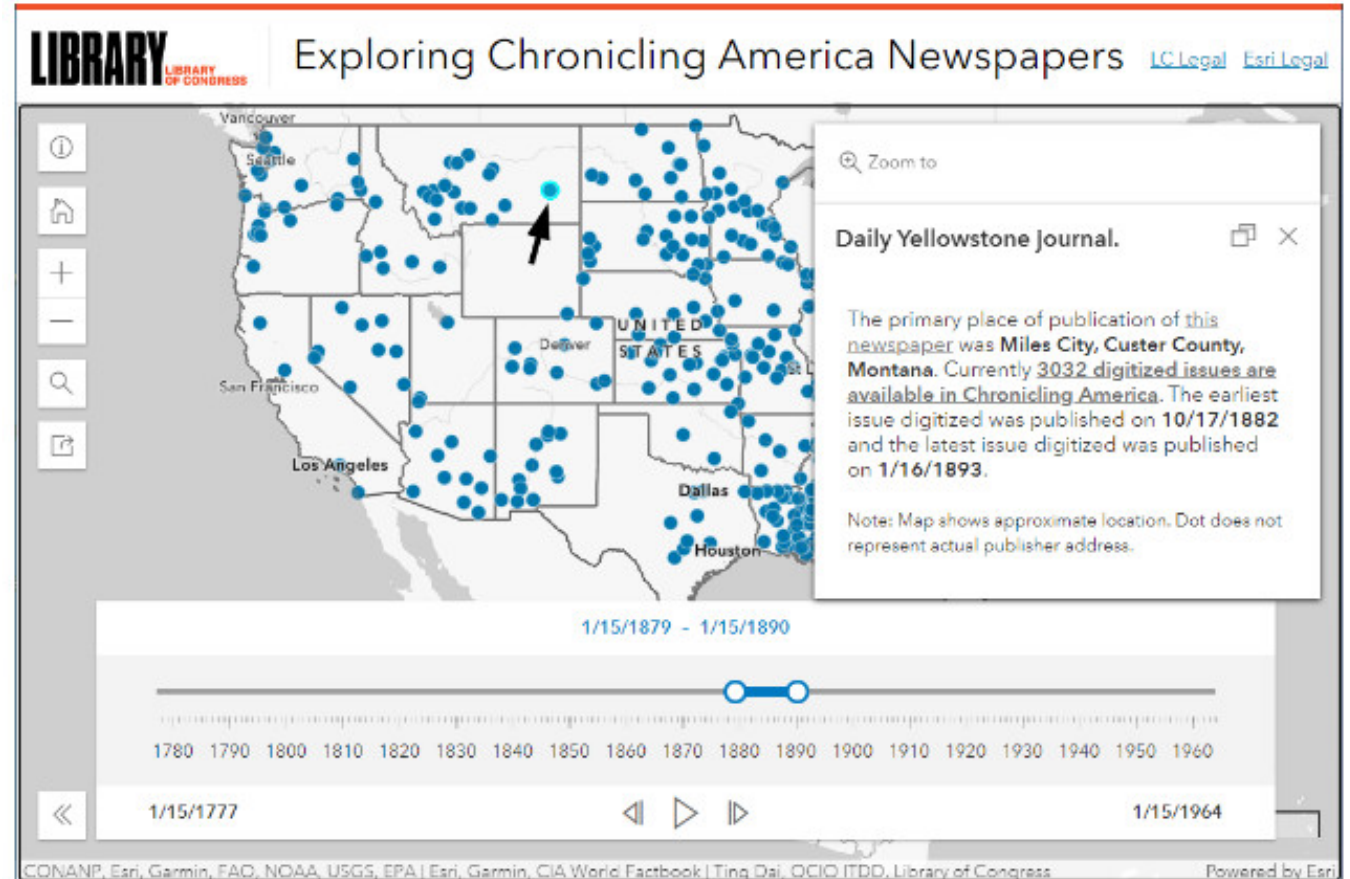 LIBRARY
LIBRARY
OF CONGRESS
Exploring Chronicling America Newspapers
LC Legal Esri Legal
Vancouver
Seattle
San Francisco
Los Angeles
Denver
UNITED
STATES
St L
Dallas
Houston
Zoom to
Daily Yellowstone Journal.
The primary place of publication of this
newspaper was Miles City, Custer County,
Montana. Currently 3032 digitized issues are
available in Chronicling America. The earliest
issue digitized was published on 10/17/1882
and the latest issue digitized was published
on 1/16/1893.
Note: Map shows approximate location. Dot does not
represent actual publisher address.
1/15/1879 - 1/15/1890
1780 1790 1800 1810 1820 1830 1840 1850 1860 1870 1880 1890 1900 1910 1920 1930 1940 1950 1960
1/15/1777
1/15/1964
CONANP, Esri, Garmin, FAO, NOAA, USGS, EPA | Esri, Garmin, CIA World Factbook | Ting Dai, OCIO ITDD, Library of Congress
Powered by Esri